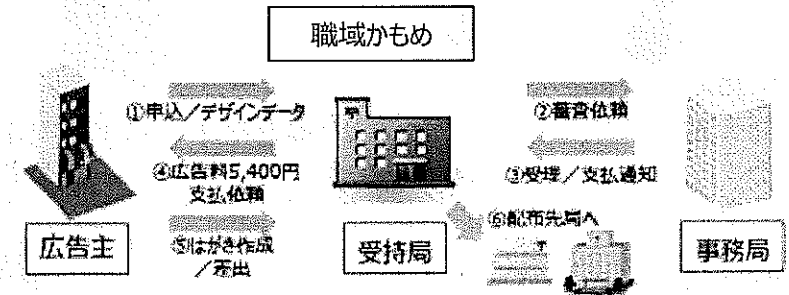 職域かもめ
①申込/デザインデータ
②審査依頼
④広告料5,400円
支払依頼
③受理/支払通知
⑤はがき作成
/差出
⑥配布先局へ
広告主
受持局
事務局